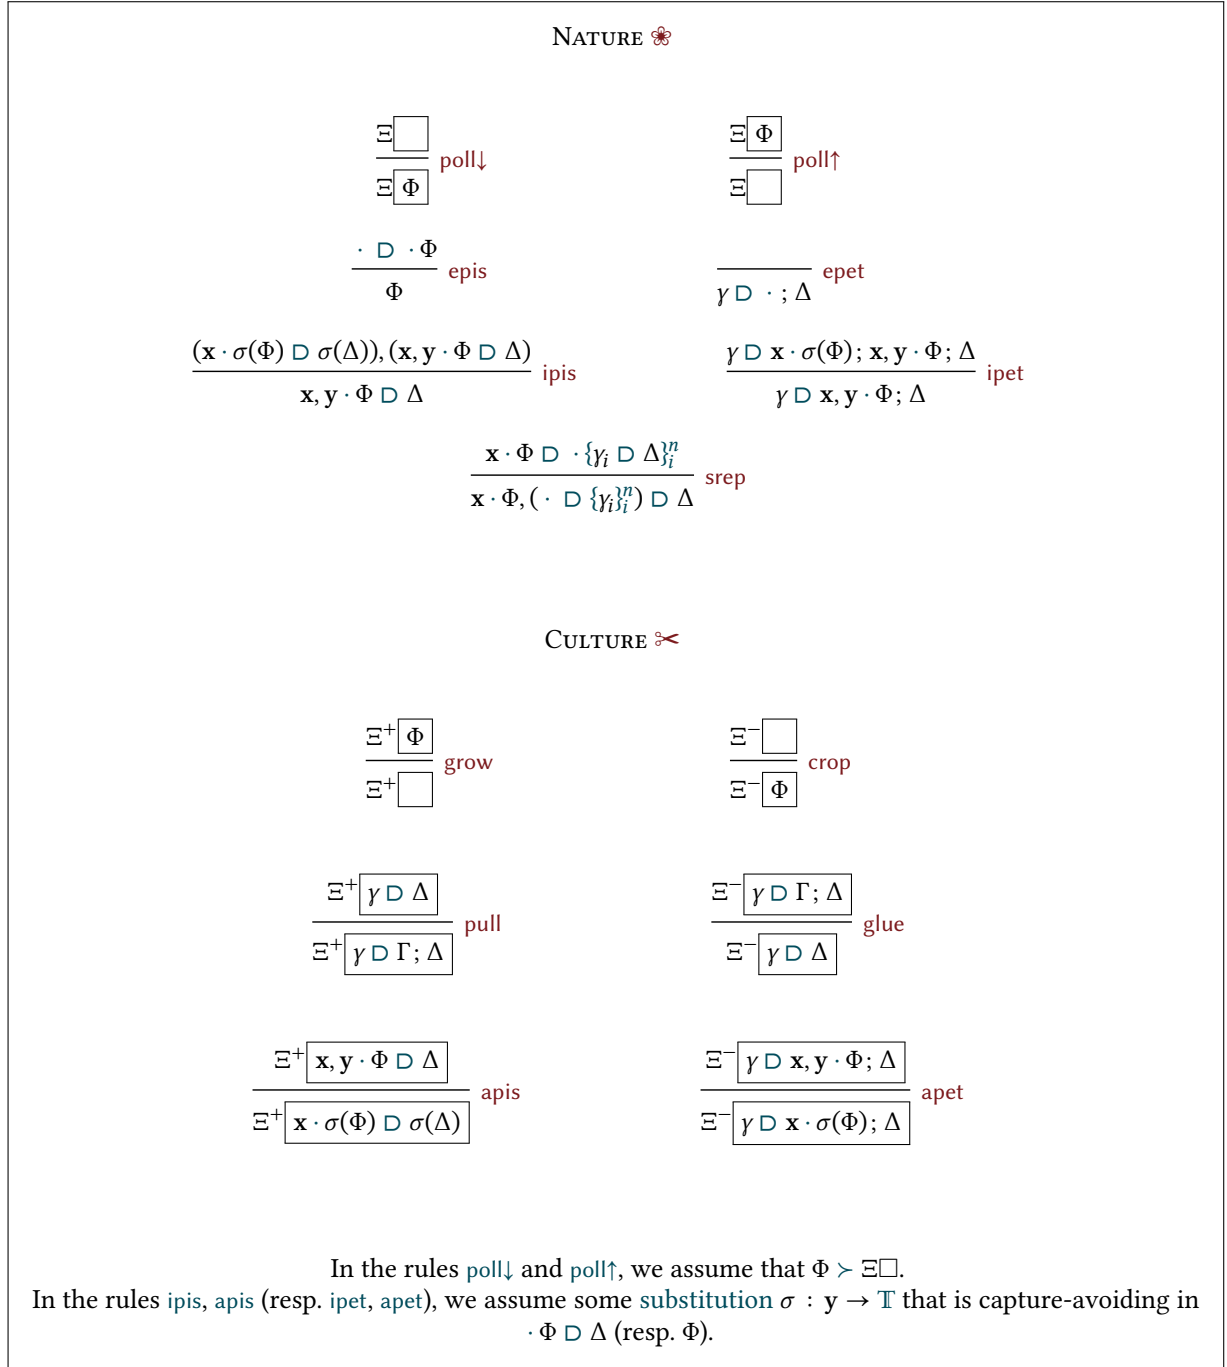 NATURE ❀
Ξ□ Ξ Φ
poll↓ poll↑
Ξ Φ Ξ□
· ⊃ · Φ
epis epet
Φ γ ⊃ · ; Δ
(x · σ(Φ) ⊃ σ(Δ)), (x, y · Φ ⊃ Δ) γ ⊃ x · σ(Φ) ; x, y · Φ ; Δ
ipis ipet
x, y · Φ ⊃ Δ γ ⊃ x, y · Φ ; Δ
x · Φ ⊃ · {γᵢ ⊃ Δ}ᵢⁿ
srep
x · Φ, ( · ⊃ {γᵢ}ᵢⁿ) ⊃ Δ
CULTURE ✂
Ξ⁺ Φ Ξ⁻□
grow crop
Ξ⁺□ Ξ⁻ Φ
Ξ⁺ γ ⊃ Δ Ξ⁻ γ ⊃ Γ ; Δ
pull glue
Ξ⁺ γ ⊃ Γ ; Δ Ξ⁻ γ ⊃ Δ
Ξ⁺ x, y · Φ ⊃ Δ Ξ⁻ γ ⊃ x, y · Φ ; Δ
apis apet
Ξ⁺ x · σ(Φ) ⊃ σ(Δ) Ξ⁻ γ ⊃ x · σ(Φ) ; Δ
In the rules poll↓ and poll↑, we assume that Φ ≻ Ξ□.
In the rules ipis, apis (resp. ipet, apet), we assume some substitution σ : y → 𝕋 that is capture-avoiding in
· Φ ⊃ Δ (resp. Φ).